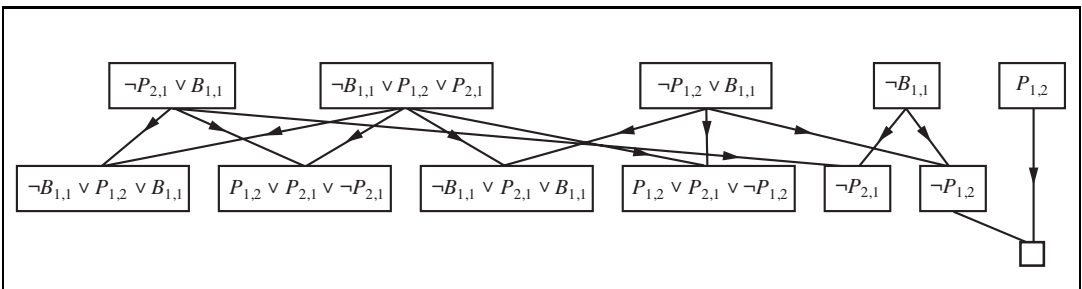 ¬P2,1 ∨ B1,1 ¬B1,1 ∨ P1,2 ∨ P2,1 ¬P1,2 ∨ B1,1 ¬B1,1 P1,2
¬B1,1 ∨ P1,2 ∨ B1,1 P1,2 ∨ P2,1 ∨ ¬P2,1 ¬B1,1 ∨ P2,1 ∨ B1,1 P1,2 ∨ P2,1 ∨ ¬P1,2 ¬P2,1 ¬P1,2